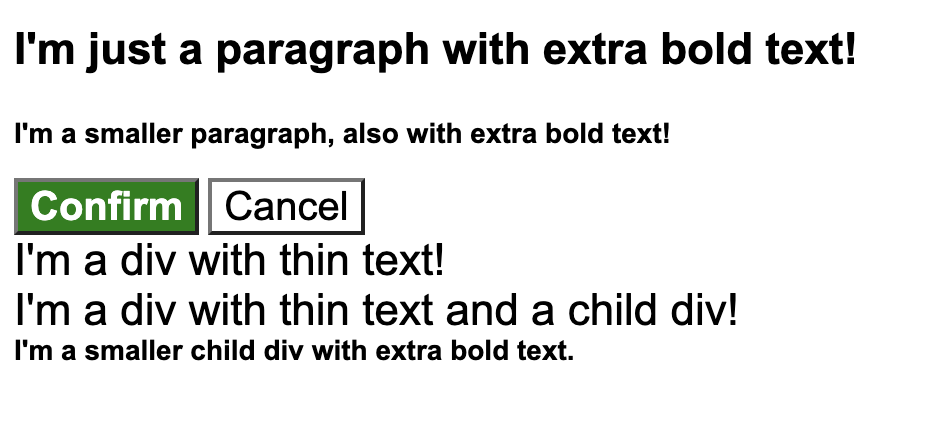 I'm just a paragraph with extra bold text!
I'm a smaller paragraph, also with extra bold text!
Confirm Cancel
I'm a div with thin text!
I'm a div with thin text and a child div!
I'm a smaller child div with extra bold text.